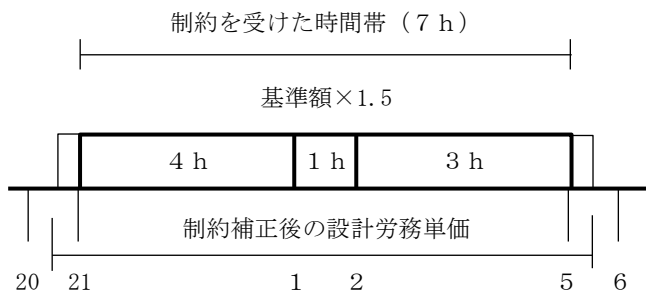 制約を受けた時間帯(7h)
基準額×1.5
4h 1h 3h
制約補正後の設計労務単価
20 21 1 2 5 6